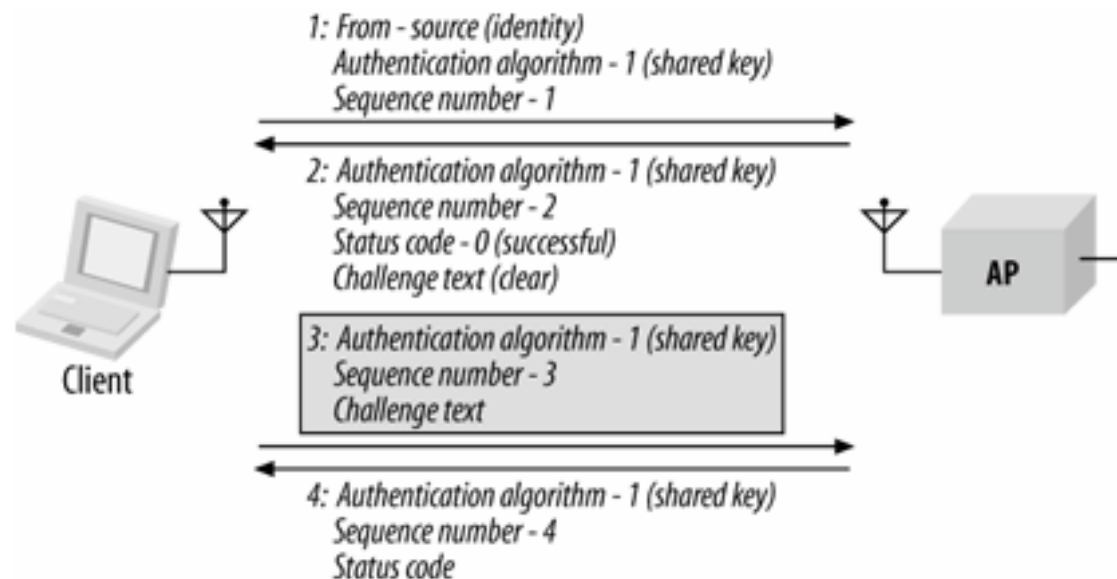 1: From - source (identity)
Authentication algorithm - 1 (shared key)
Sequence number - 1
2: Authentication algorithm - 1 (shared key)
Sequence number - 2
Status code - 0 (successful)
Challenge text (clear)
AP
3: Authentication algorithm - 1 (shared key)
Sequence number - 3
Challenge text
Client
4: Authentication algorithm - 1 (shared key)
Sequence number - 4
Status code